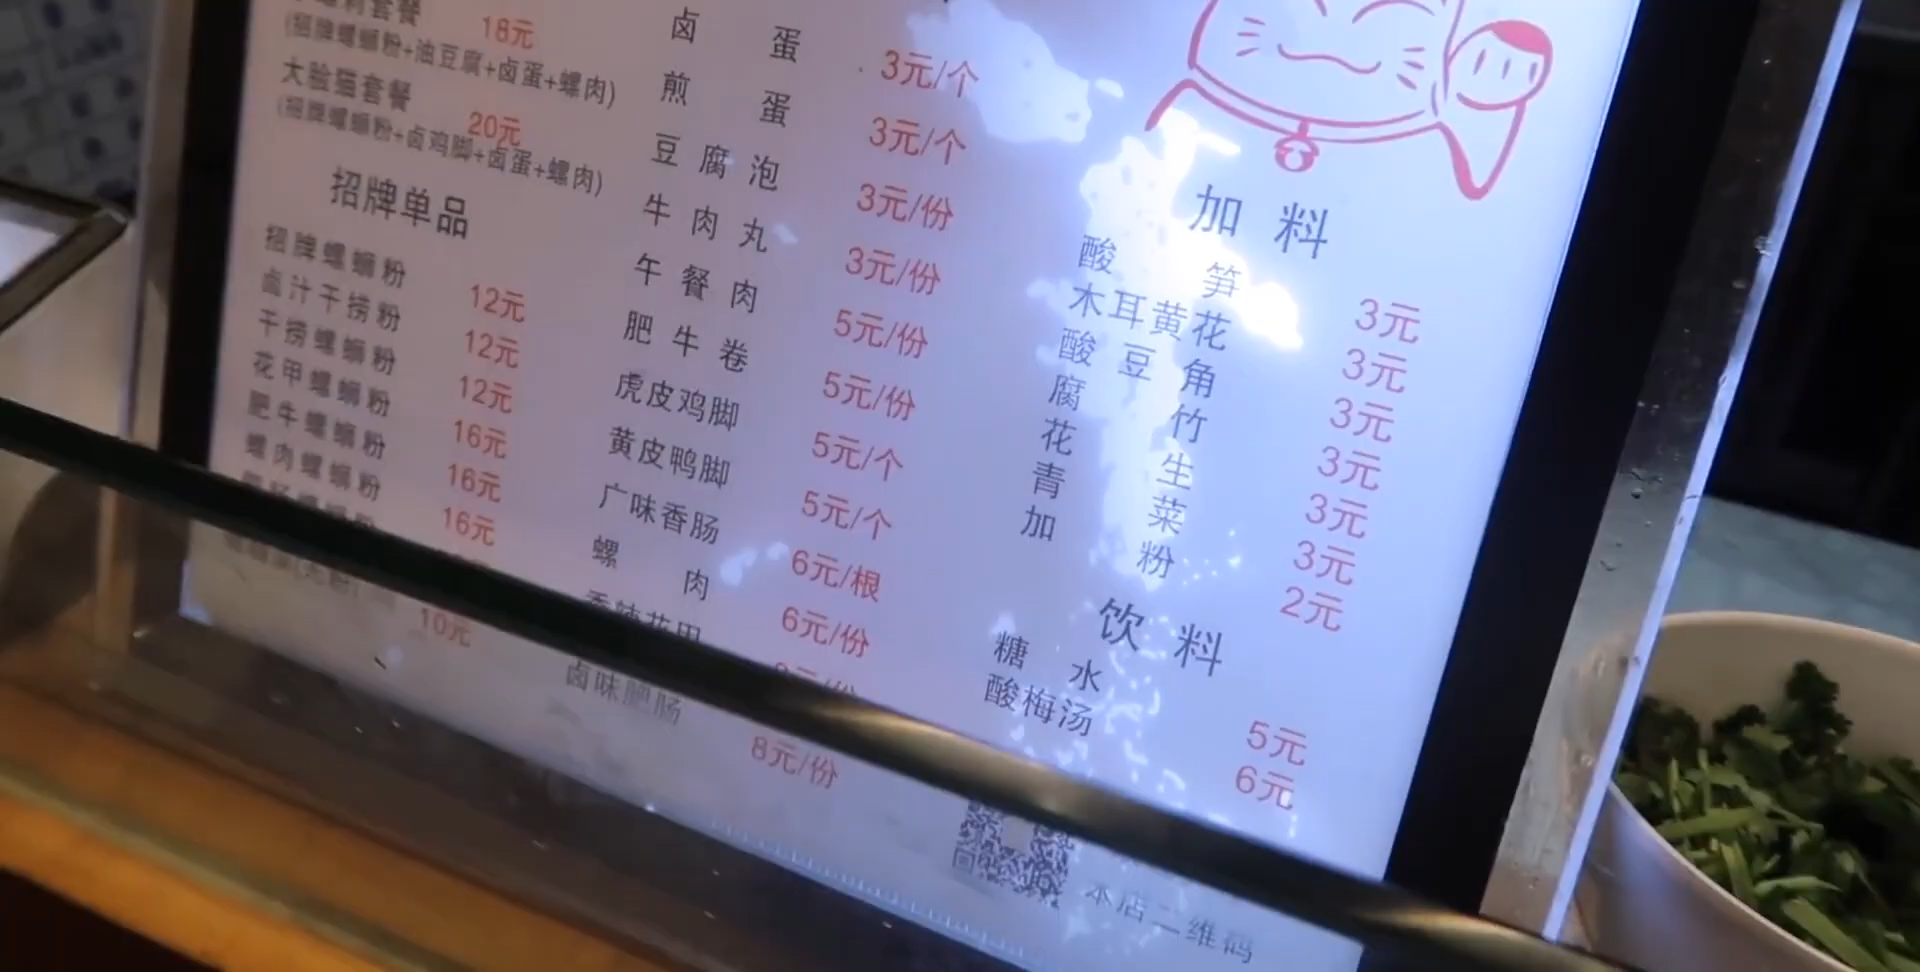 套餐 18元
(招牌螺蛳粉+油豆腐+卤蛋+螺肉)
大脸猫套餐 20元
(招牌螺蛳粉+卤鸡脚+卤蛋+螺肉)
招牌单品
招牌螺蛳粉 12元
卤汁干捞粉 12元
干捞螺蛳粉 12元
花甲螺蛳粉 16元
肥牛螺蛳粉 16元
螺肉螺蛳粉 16元
10元
卤蛋 3元/个
煎蛋 3元/个
豆腐泡 3元/份
牛肉丸 3元/份
午餐肉 5元/份
肥牛卷 5元/份
虎皮鸡脚 5元/个
黄皮鸭脚 5元/个
广味香肠 6元/根
螺肉 6元/份
香辣花甲
卤味肥肠 8元/份
加料
酸笋 3元
木耳黄花 3元
酸豆角 3元
腐竹 3元
花生 3元
青菜 3元
加粉 2元
饮料
糖水 5元
酸梅汤 6元
本店二维码